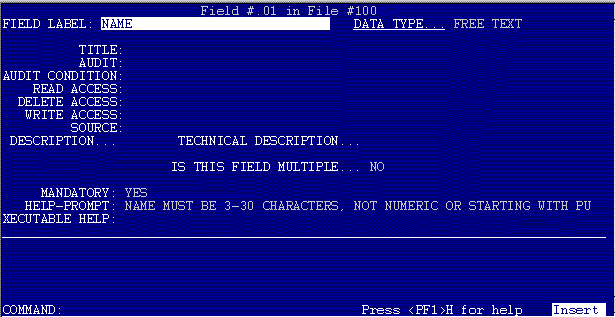 Field #.01 in File #100
FIELD LABEL: NAME DATA TYPE... FREE TEXT
TITLE:
AUDIT:
AUDIT CONDITION:
READ ACCESS:
DELETE ACCESS:
WRITE ACCESS:
SOURCE:
DESCRIPTION... TECHNICAL DESCRIPTION...
IS THIS FIELD MULTIPLE... NO
MANDATORY: YES
HELP-PROMPT: NAME MUST BE 3-30 CHARACTERS, NOT NUMERIC OR STARTING WITH PU
XECUTABLE HELP:
COMMAND: Press <PF1>H for help Insert